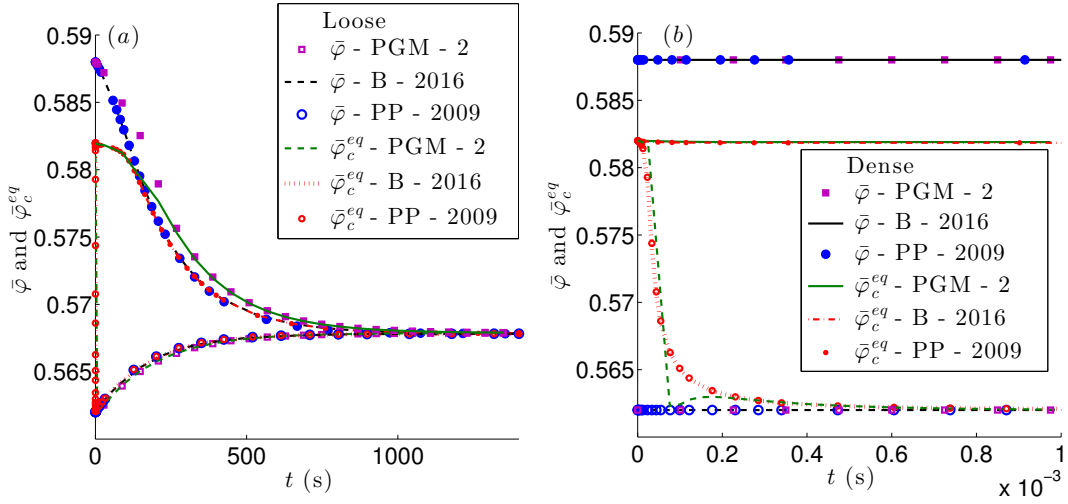 (a)
Loose
φ̄ - PGM - 2
φ̄ - B - 2016
φ̄ - PP - 2009
φ̄_c^{eq} - PGM - 2
φ̄_c^{eq} - B - 2016
φ̄_c^{eq} - PP - 2009
0.59
0.585
0.58
0.575
0.57
0.565
φ̄ and φ̄_c^{eq}
0
500
1000
t (s)
(b)
Dense
φ̄ - PGM - 2
φ̄ - B - 2016
φ̄ - PP - 2009
φ̄_c^{eq} - PGM - 2
φ̄_c^{eq} - B - 2016
φ̄_c^{eq} - PP - 2009
0.59
0.585
0.58
0.575
0.57
0.565
φ̄ and φ̄_c^{eq}
0
0.2
0.4
0.6
0.8
1
t (s)
x 10^{-3}